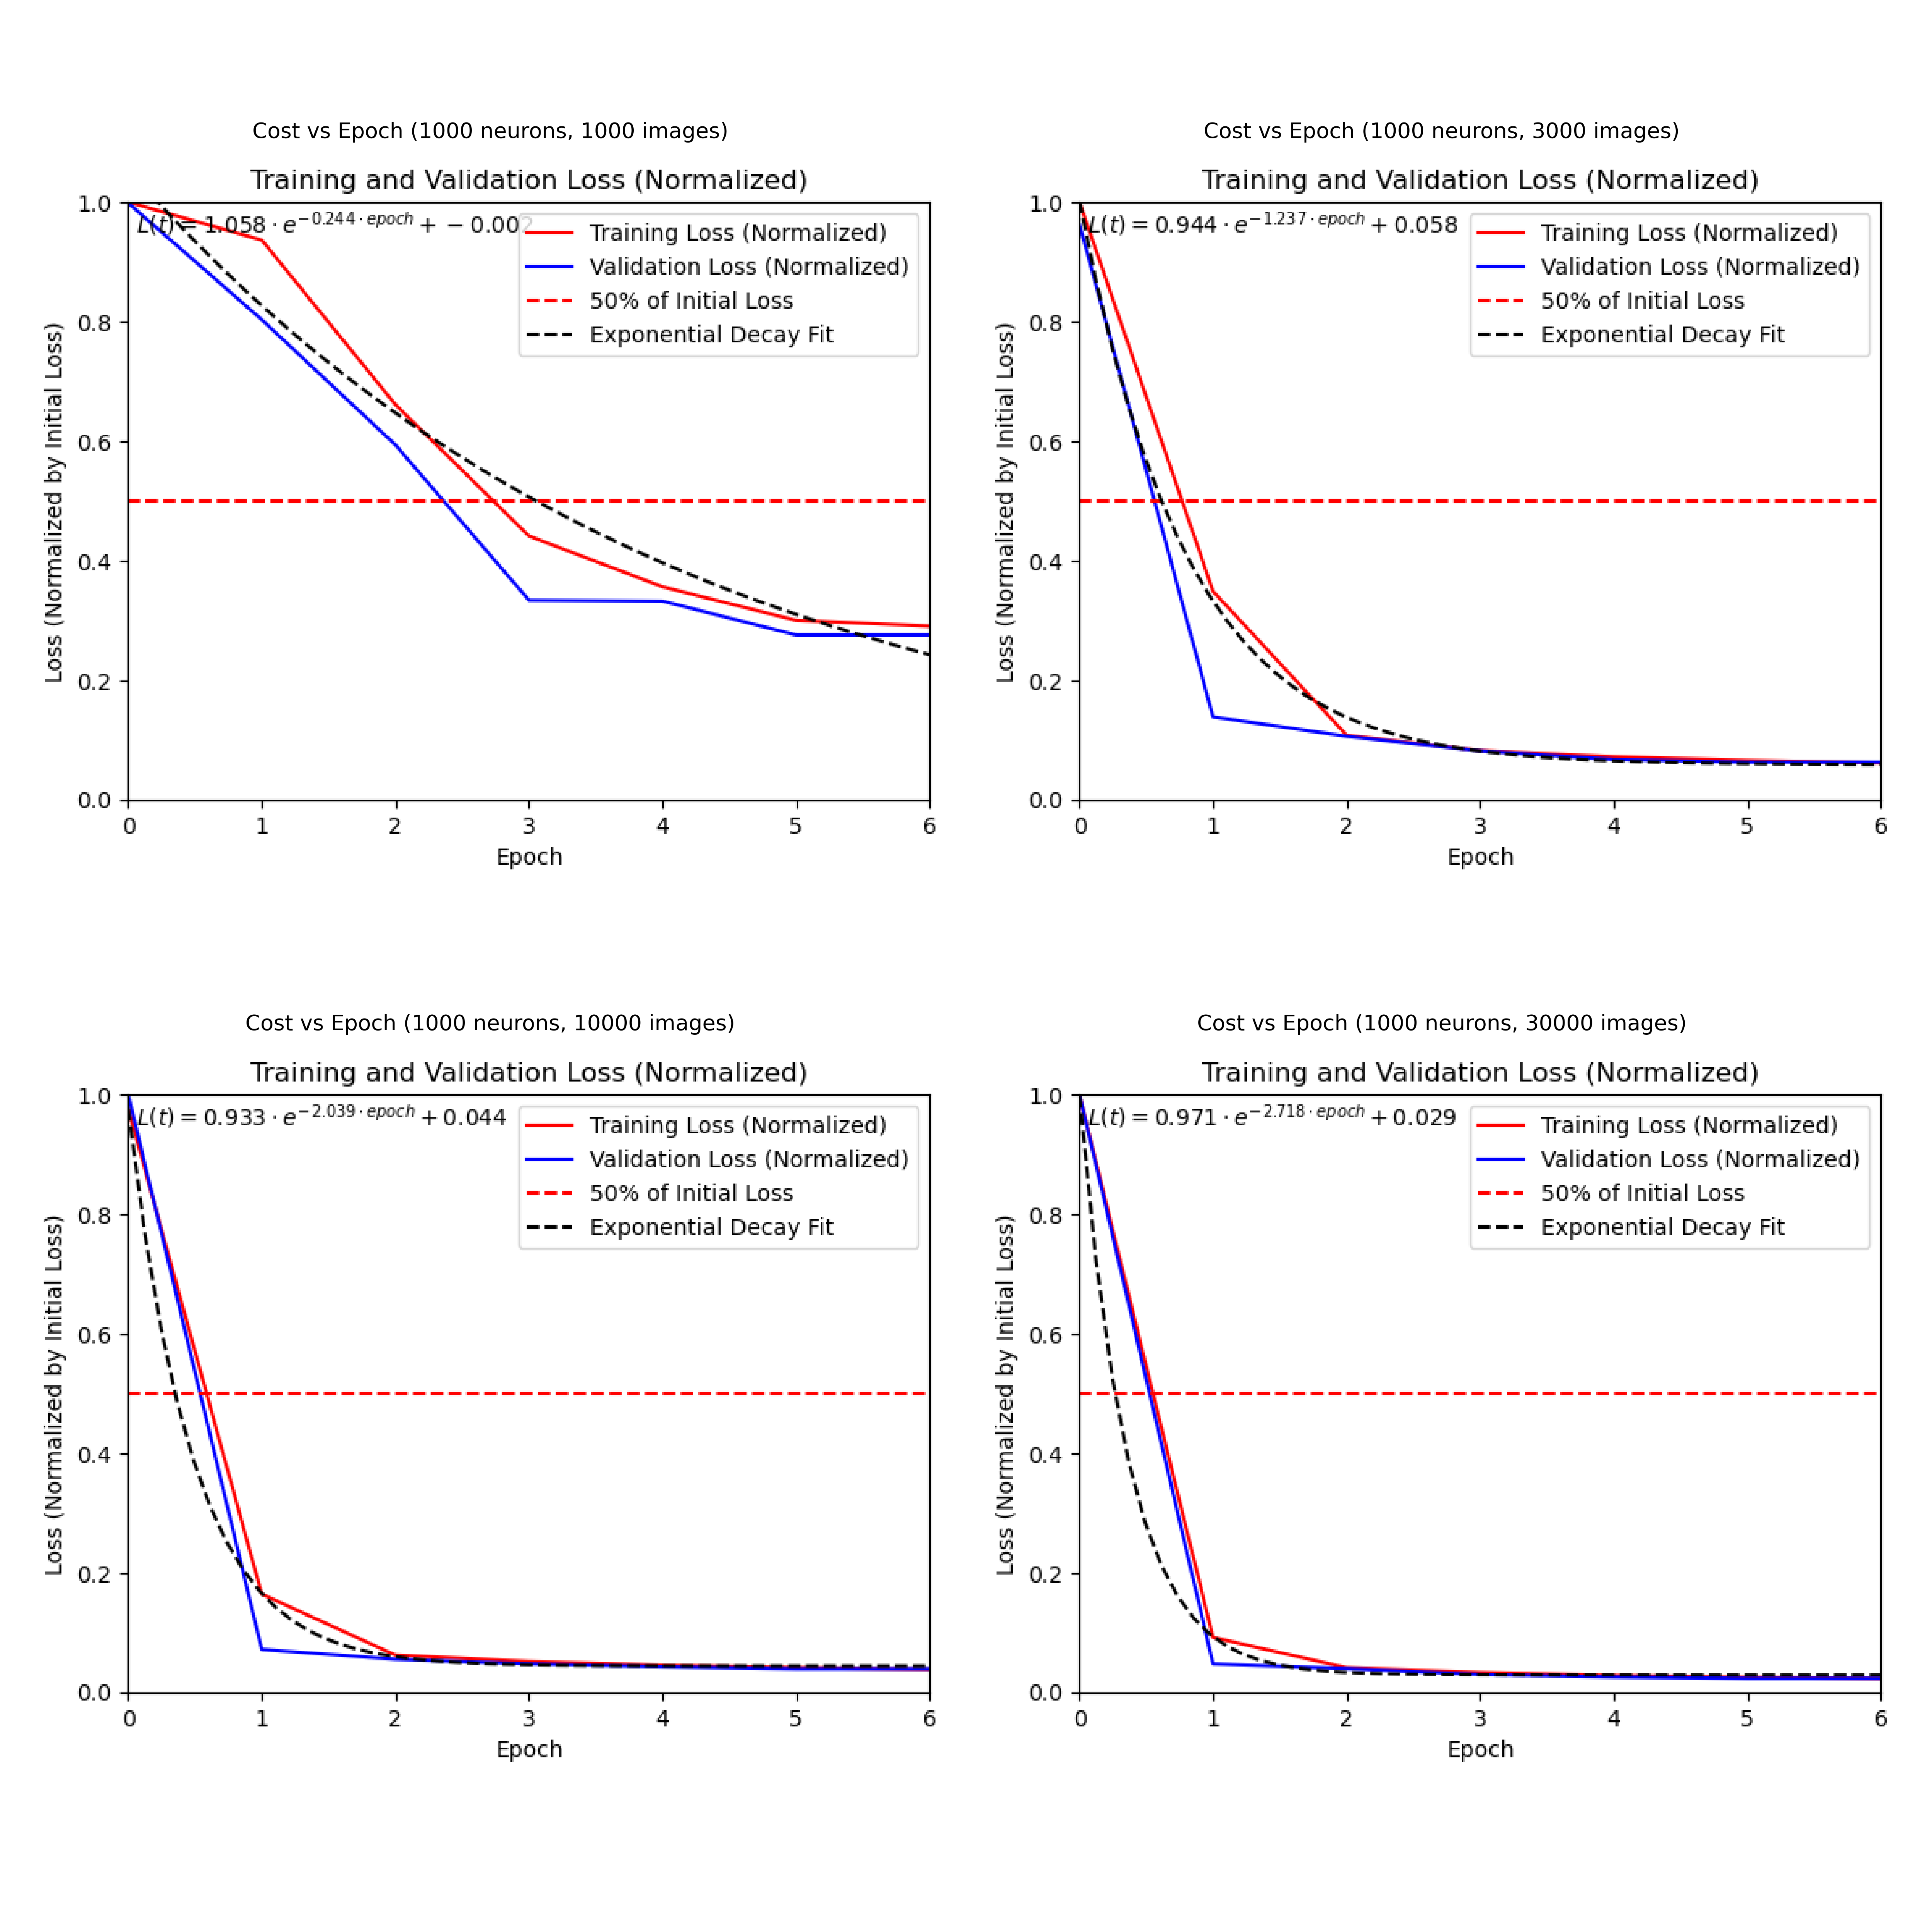 Cost vs Epoch (1000 neurons, 1000 images)
Training and Validation Loss (Normalized)
L(t) = 1.058 · e^{−0.244·epoch} + − 0.002
Training Loss (Normalized)
Validation Loss (Normalized)
50% of Initial Loss
Exponential Decay Fit
Loss (Normalized by Initial Loss)
1.0
0.8
0.6
0.4
0.2
0.0
0 1 2 3 4 5 6
Epoch
Cost vs Epoch (1000 neurons, 3000 images)
Training and Validation Loss (Normalized)
L(t) = 0.944 · e^{−1.237·epoch} + 0.058
Training Loss (Normalized)
Validation Loss (Normalized)
50% of Initial Loss
Exponential Decay Fit
Loss (Normalized by Initial Loss)
1.0
0.8
0.6
0.4
0.2
0.0
0 1 2 3 4 5 6
Epoch
Cost vs Epoch (1000 neurons, 10000 images)
Training and Validation Loss (Normalized)
L(t) = 0.933 · e^{−2.039·epoch} + 0.044
Training Loss (Normalized)
Validation Loss (Normalized)
50% of Initial Loss
Exponential Decay Fit
Loss (Normalized by Initial Loss)
1.0
0.8
0.6
0.4
0.2
0.0
0 1 2 3 4 5 6
Epoch
Cost vs Epoch (1000 neurons, 30000 images)
Training and Validation Loss (Normalized)
L(t) = 0.971 · e^{−2.718·epoch} + 0.029
Training Loss (Normalized)
Validation Loss (Normalized)
50% of Initial Loss
Exponential Decay Fit
Loss (Normalized by Initial Loss)
1.0
0.8
0.6
0.4
0.2
0.0
0 1 2 3 4 5 6
Epoch